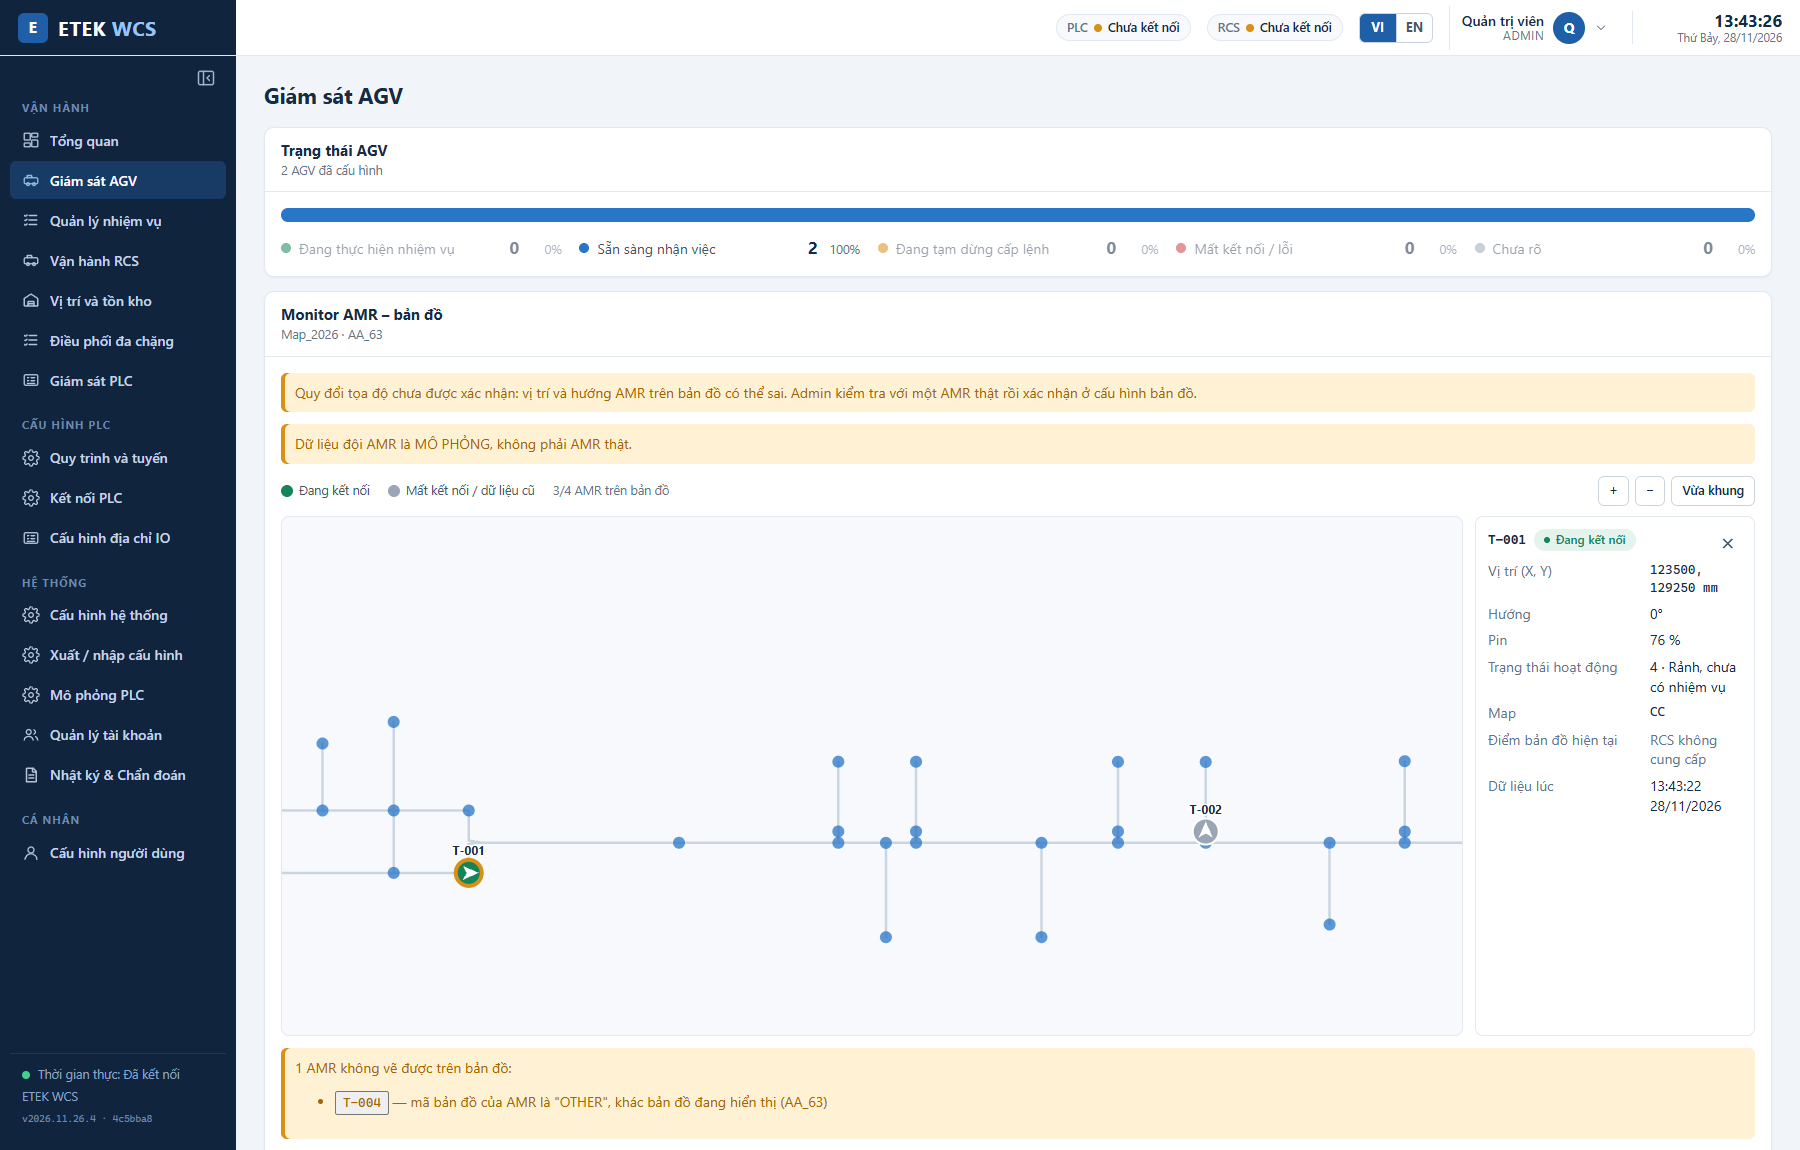 E ETEK WCS
PLC Chưa kết nối
RCS Chưa kết nối
VI EN
Quản trị viên
ADMIN
Q
13:43:26
Thứ Bảy, 28/11/2026
VẬN HÀNH
Tổng quan
Giám sát AGV
Quản lý nhiệm vụ
Vận hành RCS
Vị trí và tồn kho
Điều phối đa chặng
Giám sát PLC
CẤU HÌNH PLC
Quy trình và tuyến
Kết nối PLC
Cấu hình địa chỉ IO
HỆ THỐNG
Cấu hình hệ thống
Xuất / nhập cấu hình
Mô phỏng PLC
Quản lý tài khoản
Nhật ký & Chẩn đoán
CÁ NHÂN
Cấu hình người dùng
Thời gian thực: Đã kết nối
ETEK WCS
v2026.11.26.4 · 4c5bba8
Giám sát AGV
Trạng thái AGV
2 AGV đã cấu hình
Đang thực hiện nhiệm vụ 0 0%
Sẵn sàng nhận việc 2 100%
Đang tạm dừng cấp lệnh 0 0%
Mất kết nối / lỗi 0 0%
Chưa rõ 0 0%
Monitor AMR – bản đồ
Map_2026 · AA_63
Quy đổi tọa độ chưa được xác nhận: vị trí và hướng AMR trên bản đồ có thể sai. Admin kiểm tra với một AMR thật rồi xác nhận ở cấu hình bản đồ.
Dữ liệu đội AMR là MÔ PHỎNG, không phải AMR thật.
Đang kết nối
Mất kết nối / dữ liệu cũ
3/4 AMR trên bản đồ
+
−
Vừa khung
T-001
T-002
T-001 Đang kết nối
Vị trí (X, Y) 123500,
129250 mm
Hướng 0°
Pin 76 %
Trạng thái hoạt động 4 · Rảnh, chưa
có nhiệm vụ
Map CC
Điểm bản đồ hiện tại RCS không
cung cấp
Dữ liệu lúc 13:43:22
28/11/2026
1 AMR không vẽ được trên bản đồ:
• T-004 — mã bản đồ của AMR là "OTHER", khác bản đồ đang hiển thị (AA_63)